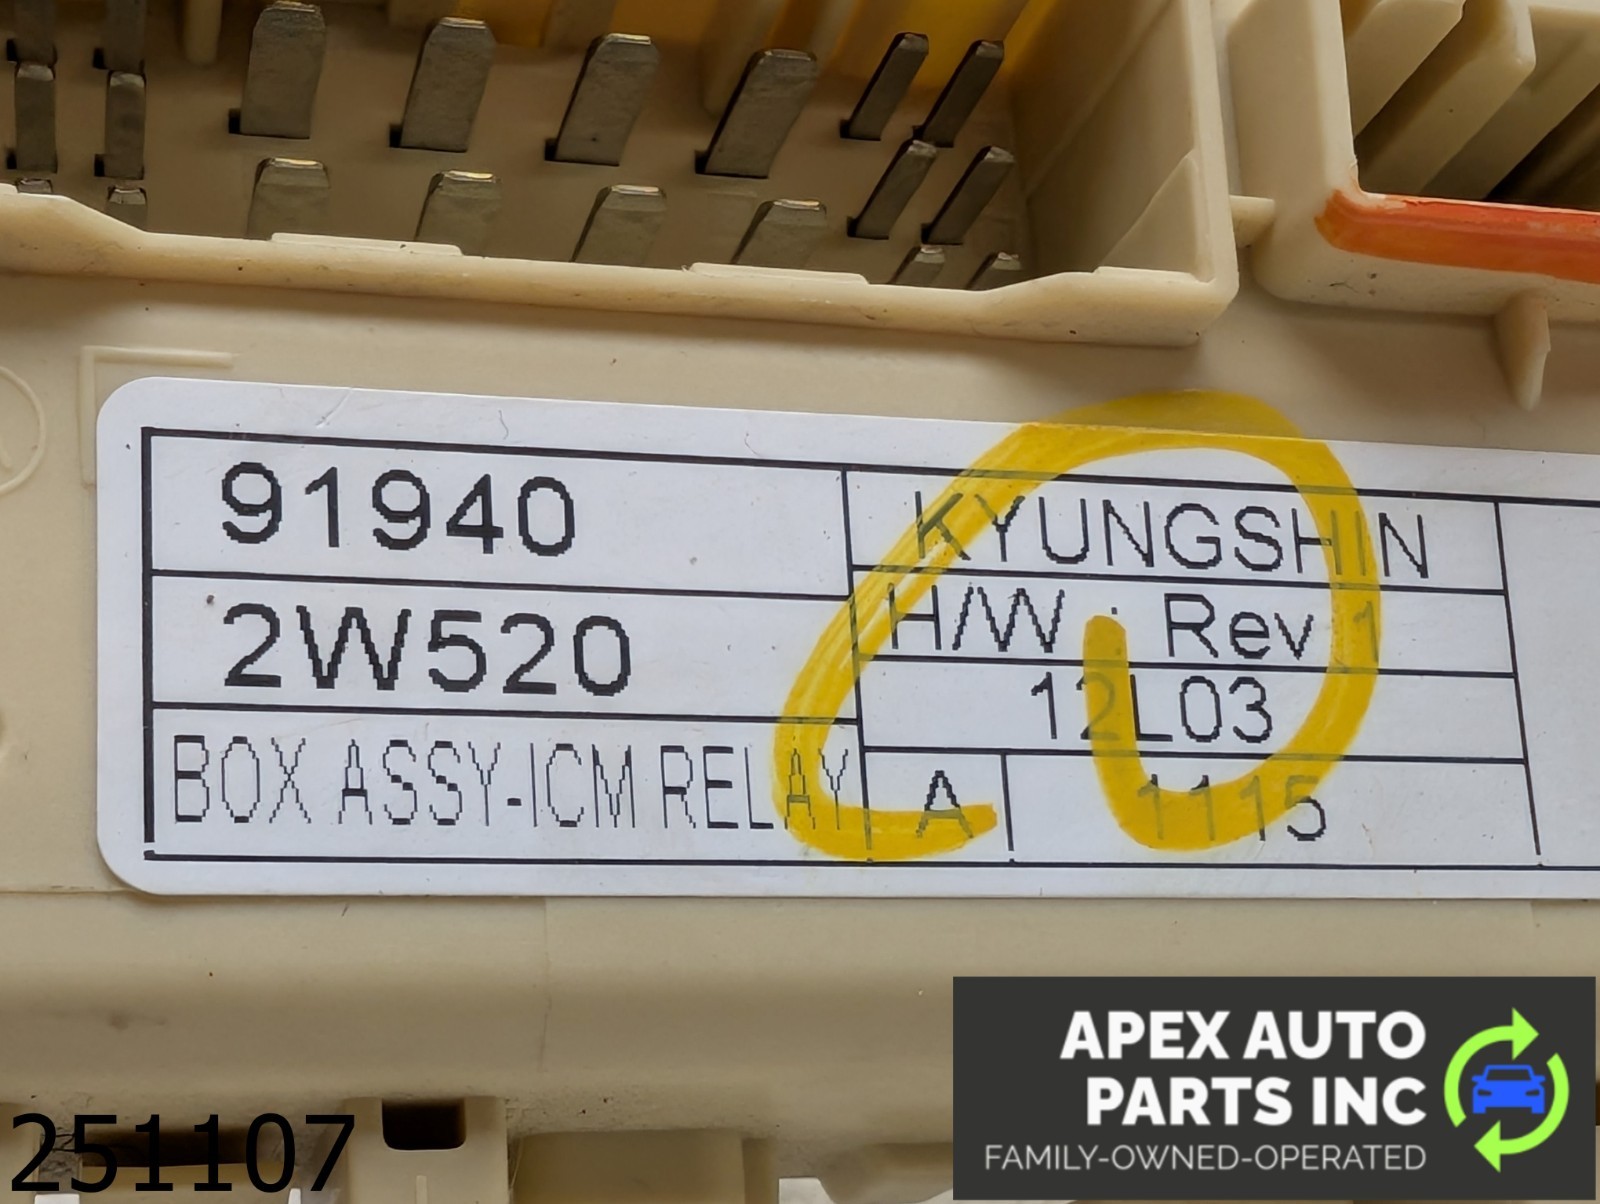 91940
2W520
BOX ASSY-ICM RELAY
KYUNGSHIN
H/W : Rev 1
12L03
A
1115
251107
APEX AUTO
PARTS INC
FAMILY-OWNED-OPERATED